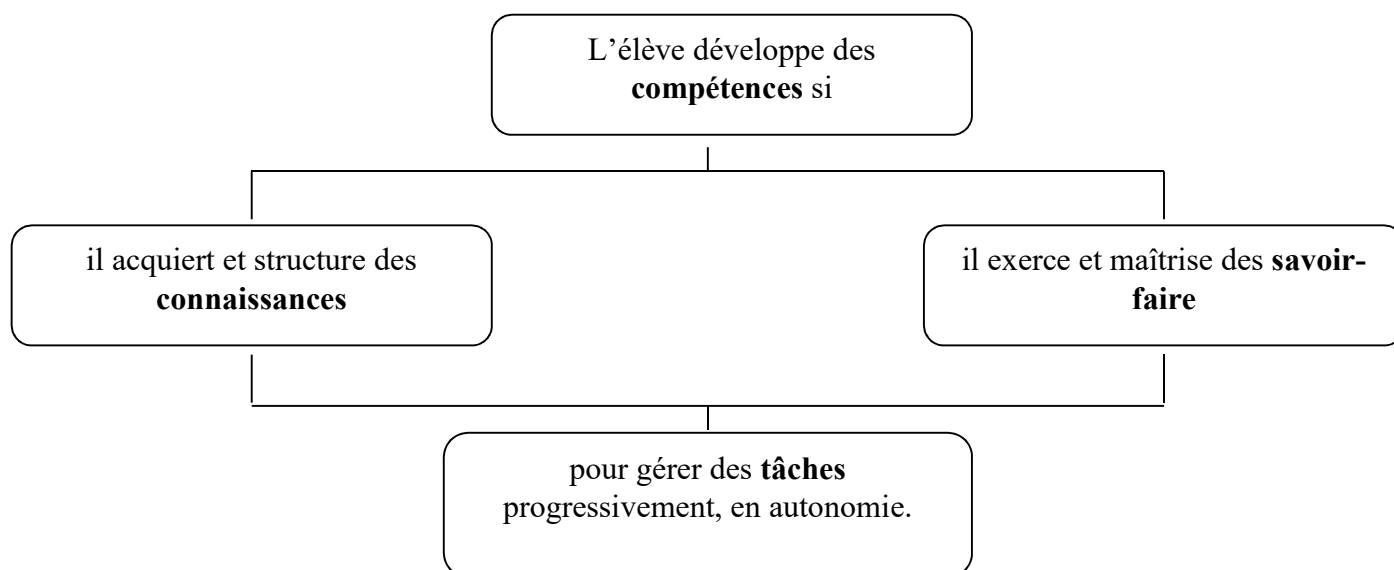 L’élève développe des
compétences si
il acquiert et structure des
connaissances
il exerce et maîtrise des savoir-
faire
pour gérer des tâches
progressivement, en autonomie.